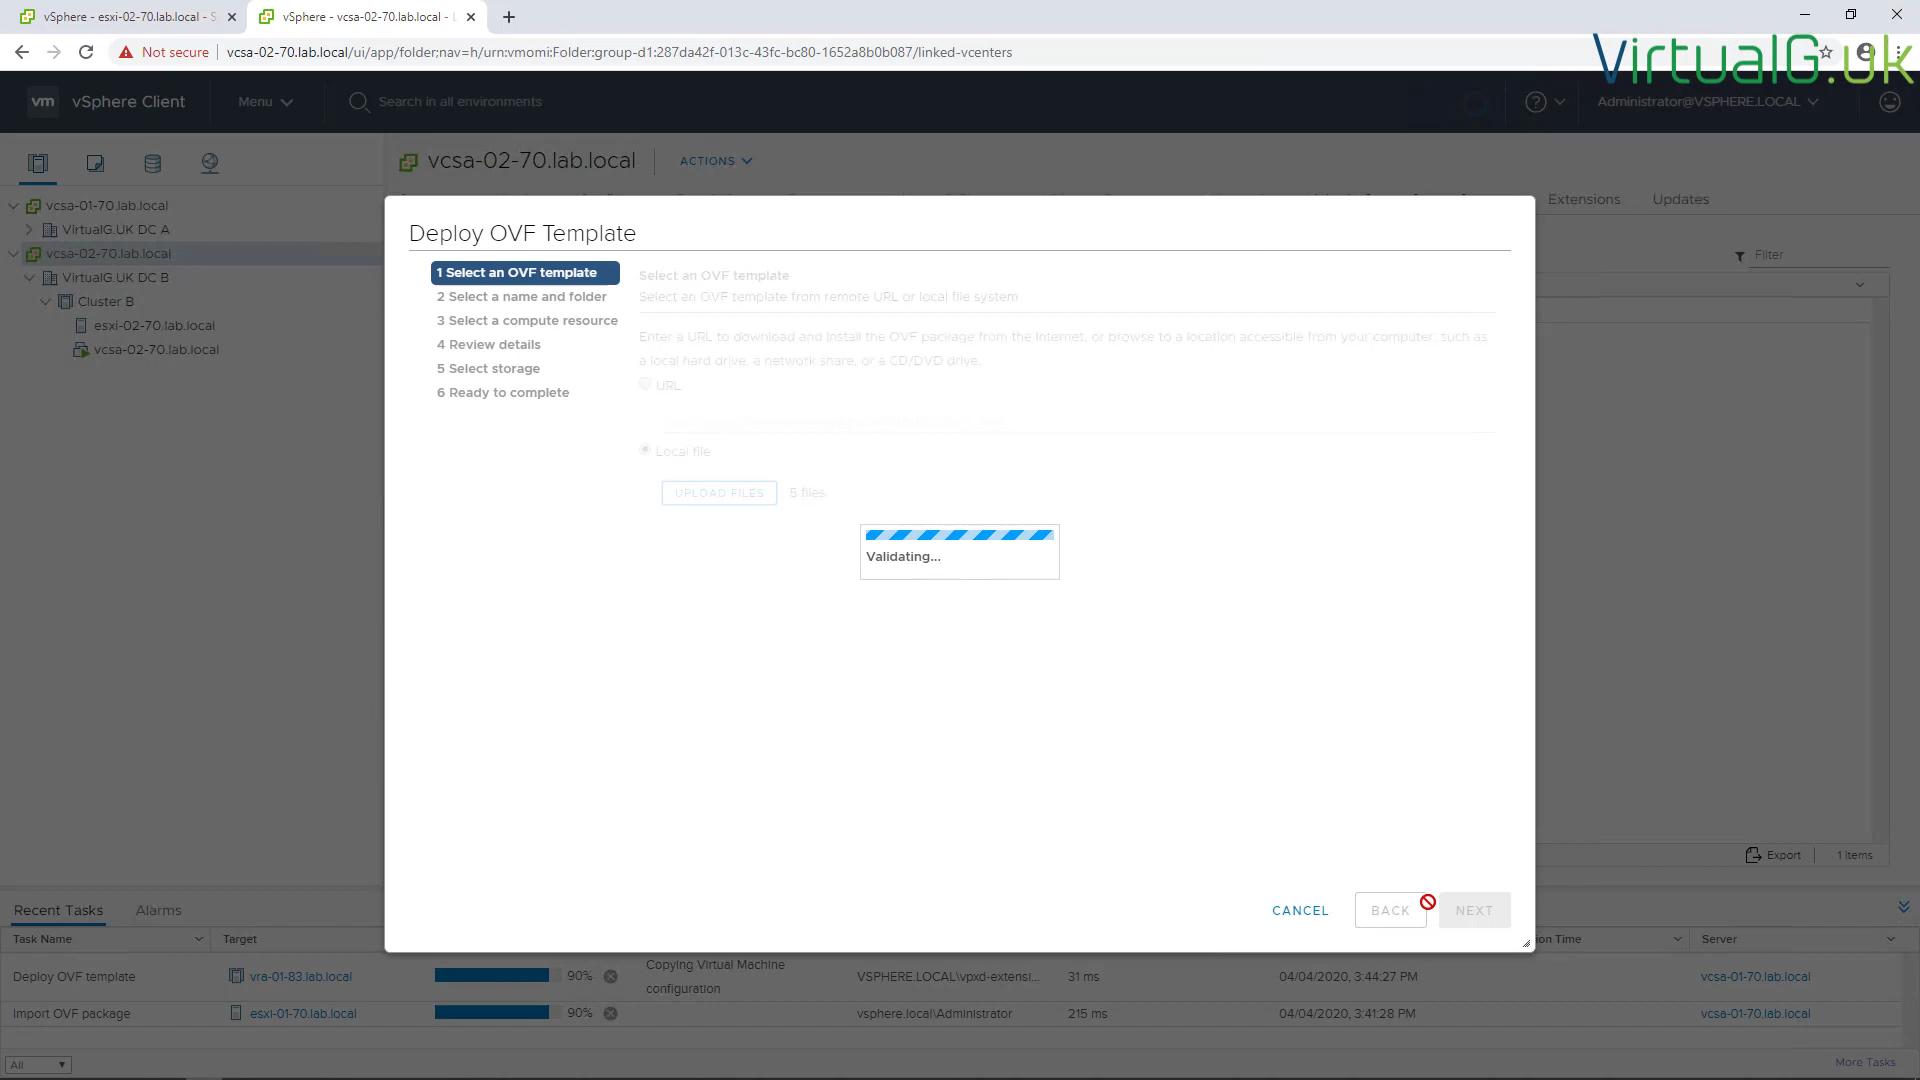 vSphere - esxi-02-70.lab.local - S
vSphere - vcsa-02-70.lab.local - L
Not secure
vcsa-02-70.lab.local/ui/app/folder;nav=h/urn:vmomi:Folder:group-d1:287da42f-013c-43fc-bc80-1652a8b0b087/linked-vcenters
VirtualG.uk
vm vSphere Client
Menu
Search in all environments
Administrator@VSPHERE.LOCAL
vcsa-02-70.lab.local
ACTIONS
Extensions
Updates
vcsa-01-70.lab.local
VirtualG.UK DC A
vcsa-02-70.lab.local
VirtualG.UK DC B
Cluster B
esxi-02-70.lab.local
vcsa-02-70.lab.local
Filter
Deploy OVF Template
1 Select an OVF template
2 Select a name and folder
3 Select a compute resource
4 Review details
5 Select storage
6 Ready to complete
Select an OVF template
Select an OVF template from remote URL or local file system
Enter a URL to download and install the OVF package from the Internet, or browse to a location accessible from your computer, such as
a local hard drive, a network share, or a CD/DVD drive.
URL
Local file
UPLOAD FILES
5 files
Validating...
CANCEL
BACK
NEXT
Export
1 items
Recent Tasks
Alarms
Task Name
Target
on Time
Server
Deploy OVF template
vra-01-83.lab.local
90%
Copying Virtual Machine
configuration
VSPHERE.LOCAL\vpxd-extensi...
31 ms
04/04/2020, 3:44:27 PM
vcsa-01-70.lab.local
Import OVF package
esxi-01-70.lab.local
90%
vsphere.local\Administrator
215 ms
04/04/2020, 3:41:28 PM
vcsa-01-70.lab.local
All
More Tasks